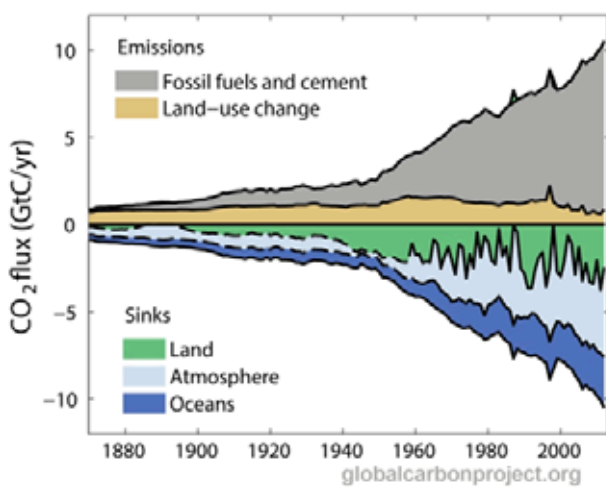 10
5
0
−5
−10
CO2 flux (GtC/yr)
Emissions
Fossil fuels and cement
Land−use change
Sinks
Land
Atmosphere
Oceans
1880 1900 1920 1940 1960 1980 2000
globalcarbonproject.org